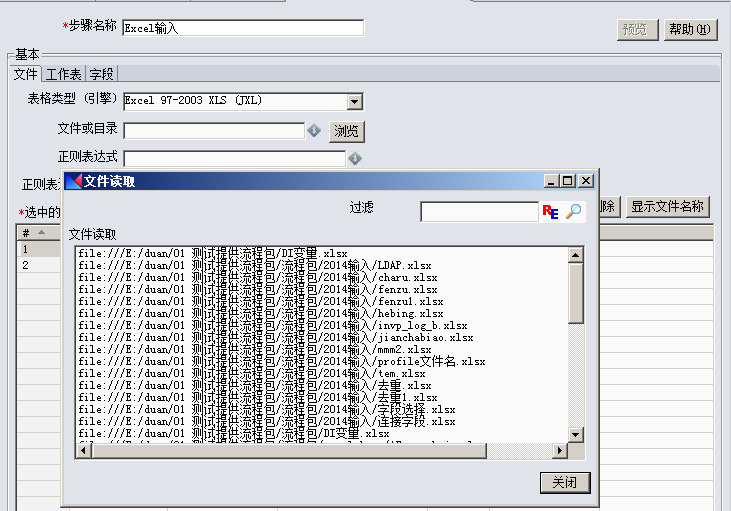 *步骤名称 Excel输入 预览 帮助(H)
基本
文件 工作表 字段
表格类型（引擎） Excel 97-2003 XLS (JXL)
文件或目录 浏览
正则表达式
正则表
文件读取
*选中的 除 显示文件名称
过滤 RE
#
文件读取
1
2
file:///E:/duan/01 测试提供流程包/DI变量.xlsx
file:///E:/duan/01 测试提供流程包/流程包/2014输入/LDAP.xlsx
file:///E:/duan/01 测试提供流程包/流程包/2014输入/charu.xlsx
file:///E:/duan/01 测试提供流程包/流程包/2014输入/fenzu.xlsx
file:///E:/duan/01 测试提供流程包/流程包/2014输入/fenzu1.xlsx
file:///E:/duan/01 测试提供流程包/流程包/2014输入/hebing.xlsx
file:///E:/duan/01 测试提供流程包/流程包/2014输入/invp_log_b.xlsx
file:///E:/duan/01 测试提供流程包/流程包/2014输入/jianchabiao.xlsx
file:///E:/duan/01 测试提供流程包/流程包/2014输入/mmm2.xlsx
file:///E:/duan/01 测试提供流程包/流程包/2014输入/profile文件名.xlsx
file:///E:/duan/01 测试提供流程包/流程包/2014输入/tem.xlsx
file:///E:/duan/01 测试提供流程包/流程包/2014输入/去重.xlsx
file:///E:/duan/01 测试提供流程包/流程包/2014输入/去重1.xlsx
file:///E:/duan/01 测试提供流程包/流程包/2014输入/字段选择.xlsx
file:///E:/duan/01 测试提供流程包/流程包/2014输入/连接字段.xlsx
file:///E:/duan/01 测试提供流程包/流程包/DI变量.xlsx
关闭